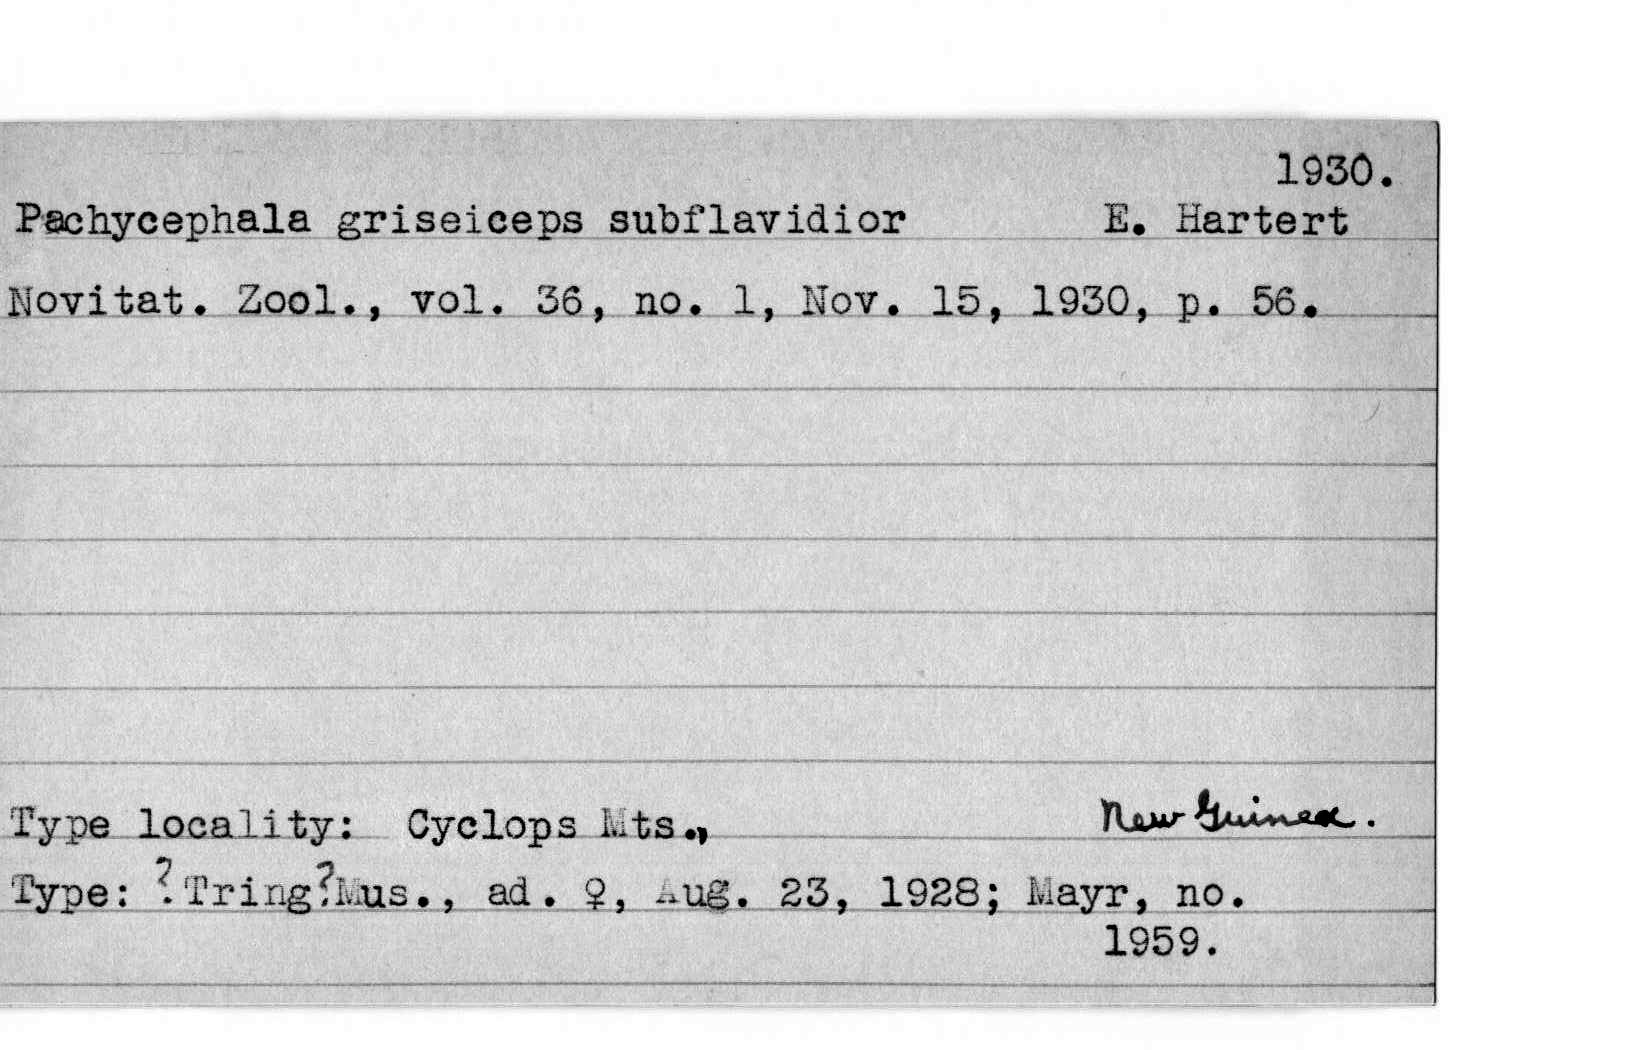 1930.
Pachycephala griseiceps subflavidior E. Hartert
Novitat. Zool., vol. 36, no. 1, Nov. 15, 1930, p. 56.
Type locality: Cyclops Mts., New Guinea.
Type: ?Tring?Mus., ad. ♀, Aug. 23, 1928; Mayr, no.
1959.